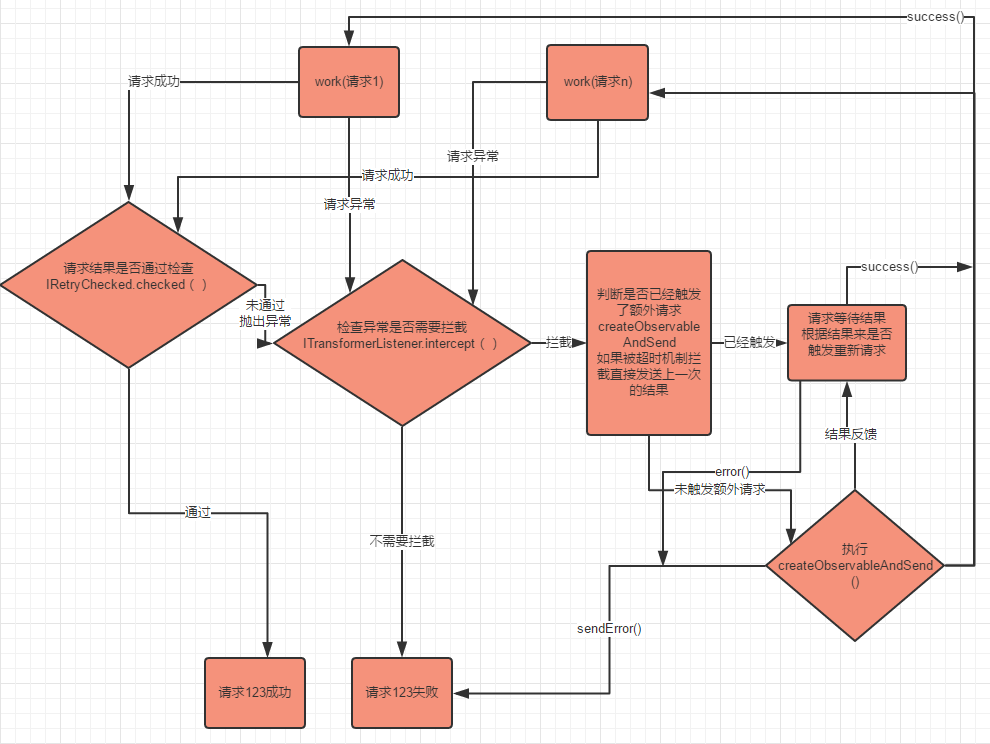 success()
work(请求1)
work(请求n)
请求成功
请求异常
请求成功
请求异常
请求结果是否通过检查
IRetryChecked.checked（ ）
未通过
抛出异常
检查异常是否需要拦截
ITransformerListener.intercept（ ）
拦截
判断是否已经触发
了额外请求
createObservable
AndSend
如果被超时机制拦
截直接发送上一次
的结果
已经触发
success()
请求等待结果
根据结果来是否
触发重新请求
结果反馈
error()
未触发额外请求
通过
不需要拦截
执行
createObservableAndSend
()
sendError()
请求123成功
请求123失败